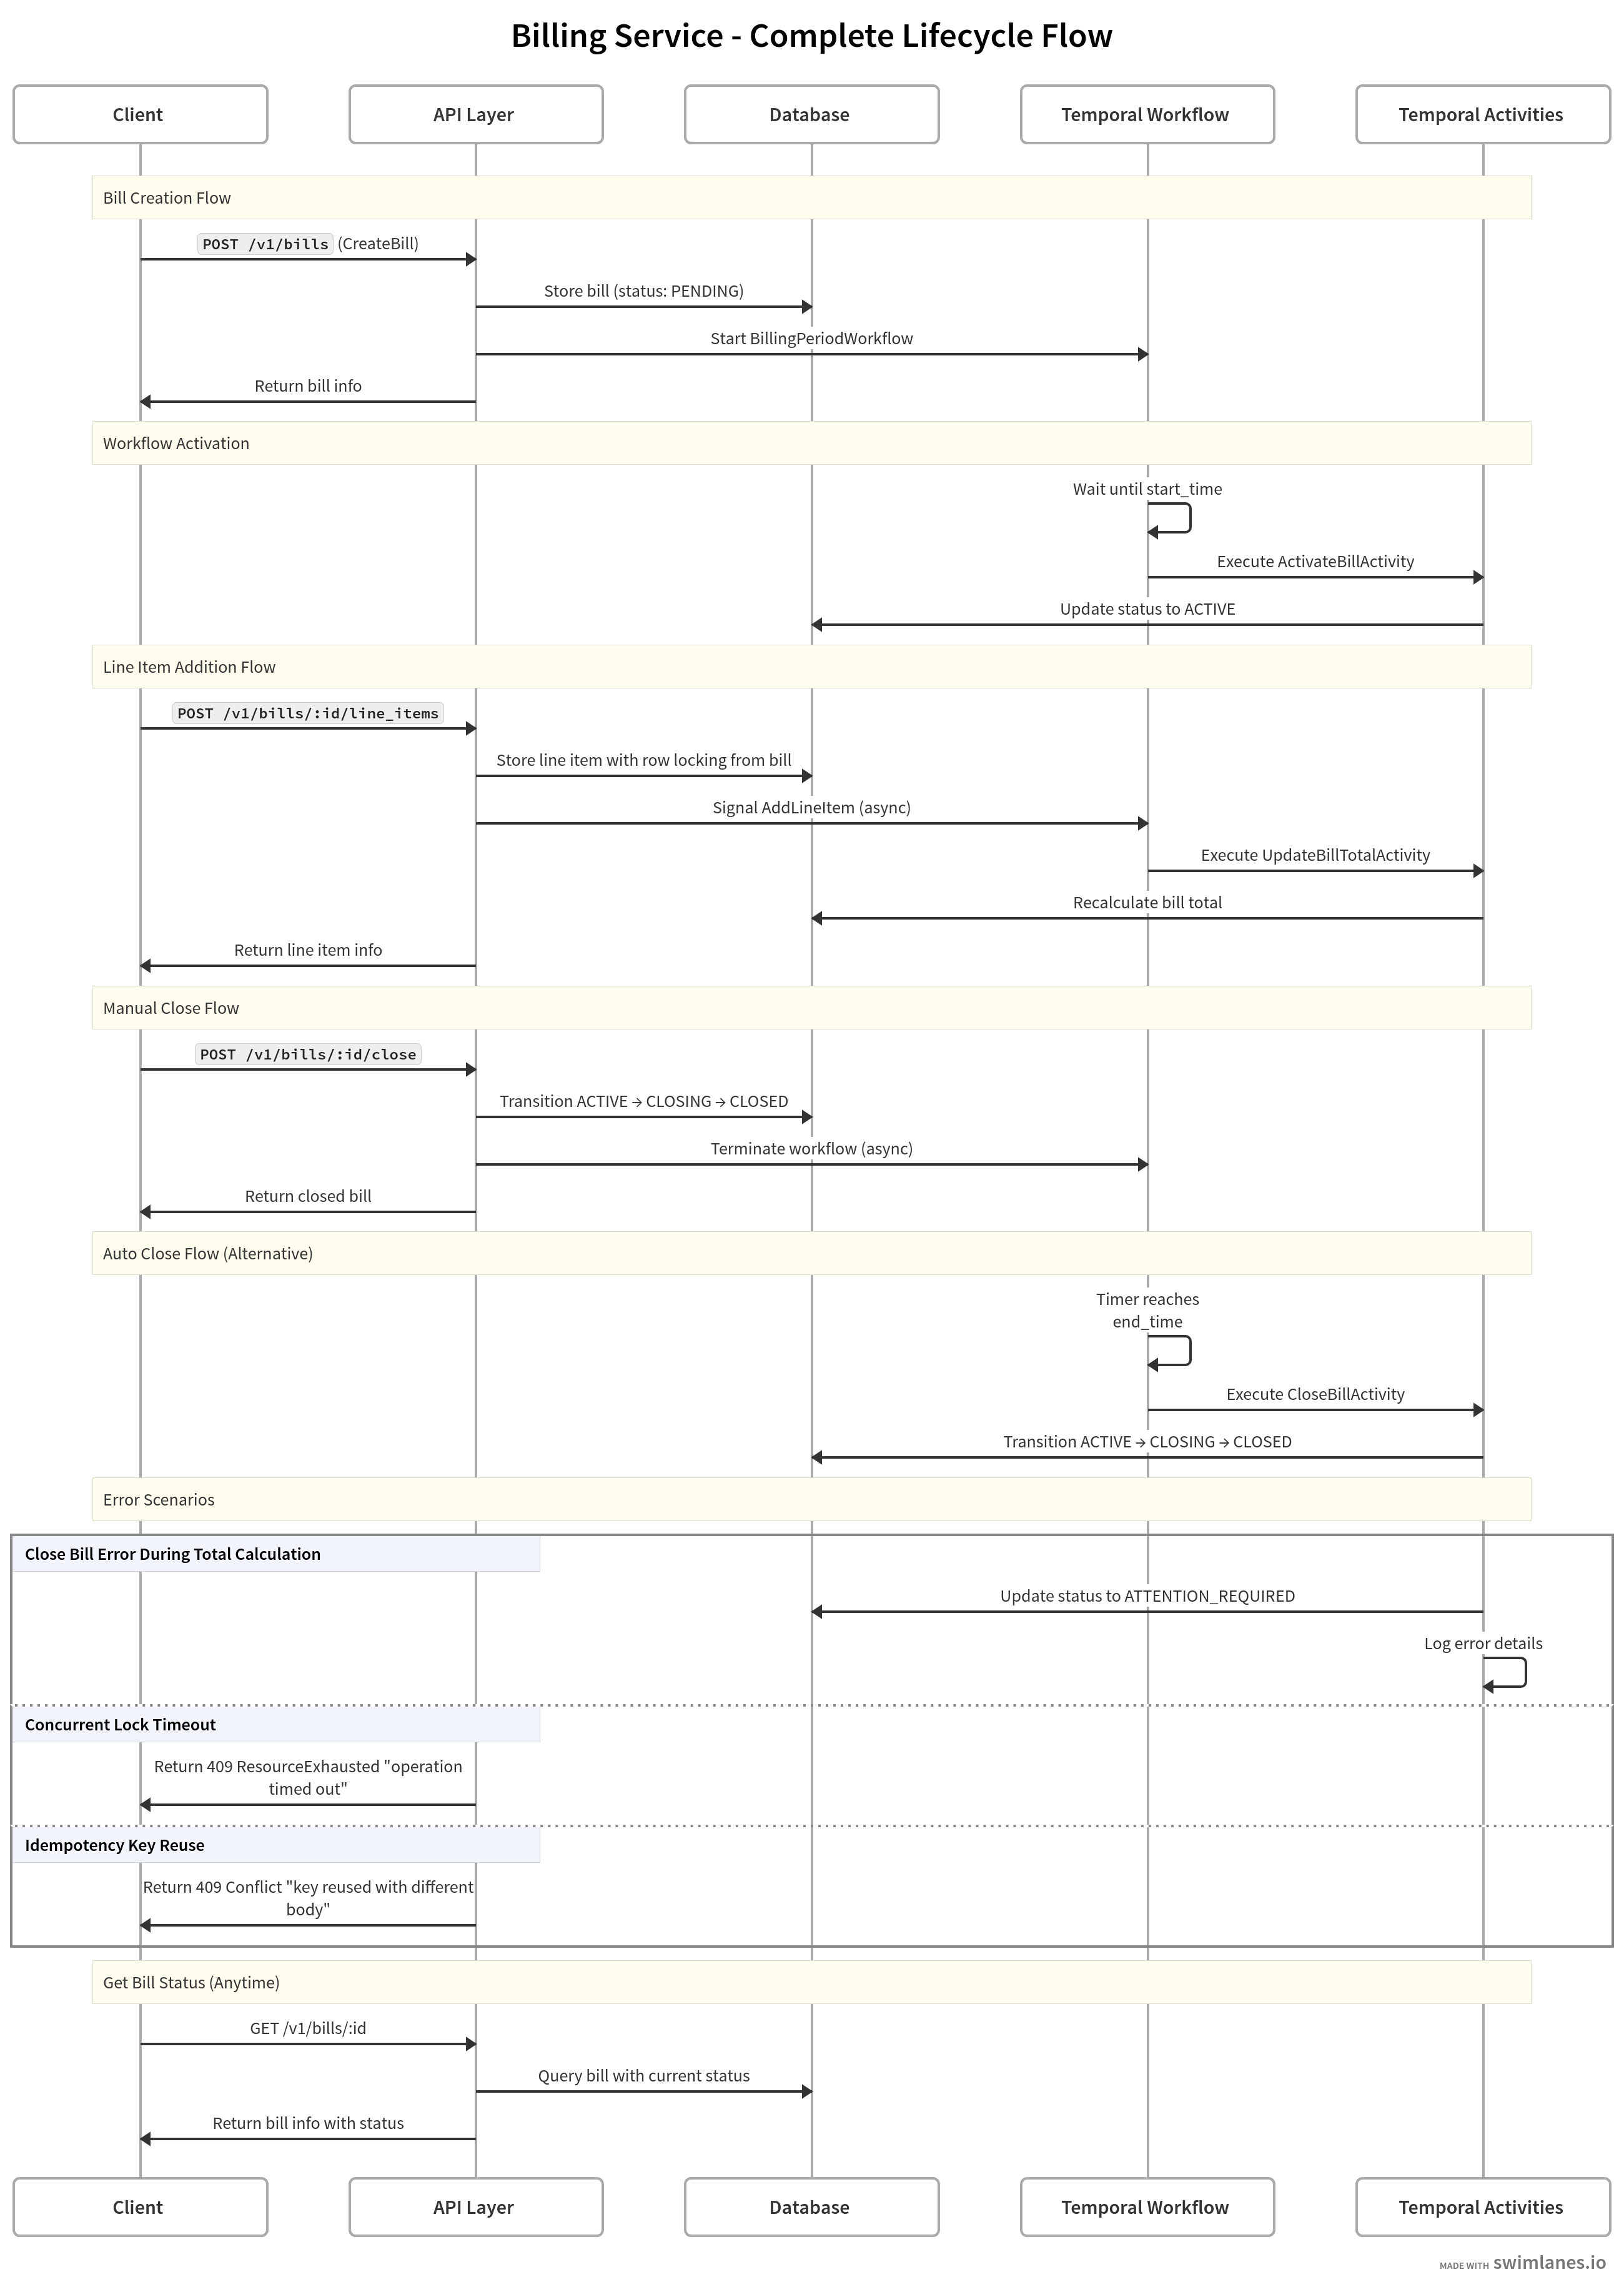 Billing Service - Complete Lifecycle Flow
Client
API Layer
Database
Temporal Workflow
Temporal Activities
Bill Creation Flow
POST /v1/bills (CreateBill)
Store bill (status: PENDING)
Start BillingPeriodWorkflow
Return bill info
Workflow Activation
Wait until start_time
Execute ActivateBillActivity
Update status to ACTIVE
Line Item Addition Flow
POST /v1/bills/:id/line_items
Store line item with row locking from bill
Signal AddLineItem (async)
Execute UpdateBillTotalActivity
Recalculate bill total
Return line item info
Manual Close Flow
POST /v1/bills/:id/close
Transition ACTIVE → CLOSING → CLOSED
Terminate workflow (async)
Return closed bill
Auto Close Flow (Alternative)
Timer reaches
end_time
Execute CloseBillActivity
Transition ACTIVE → CLOSING → CLOSED
Error Scenarios
Close Bill Error During Total Calculation
Update status to ATTENTION_REQUIRED
Log error details
Concurrent Lock Timeout
Return 409 ResourceExhausted "operation
timed out"
Idempotency Key Reuse
Return 409 Conflict "key reused with different
body"
Get Bill Status (Anytime)
GET /v1/bills/:id
Query bill with current status
Return bill info with status
Client
API Layer
Database
Temporal Workflow
Temporal Activities
MADE WITH swimlanes.io